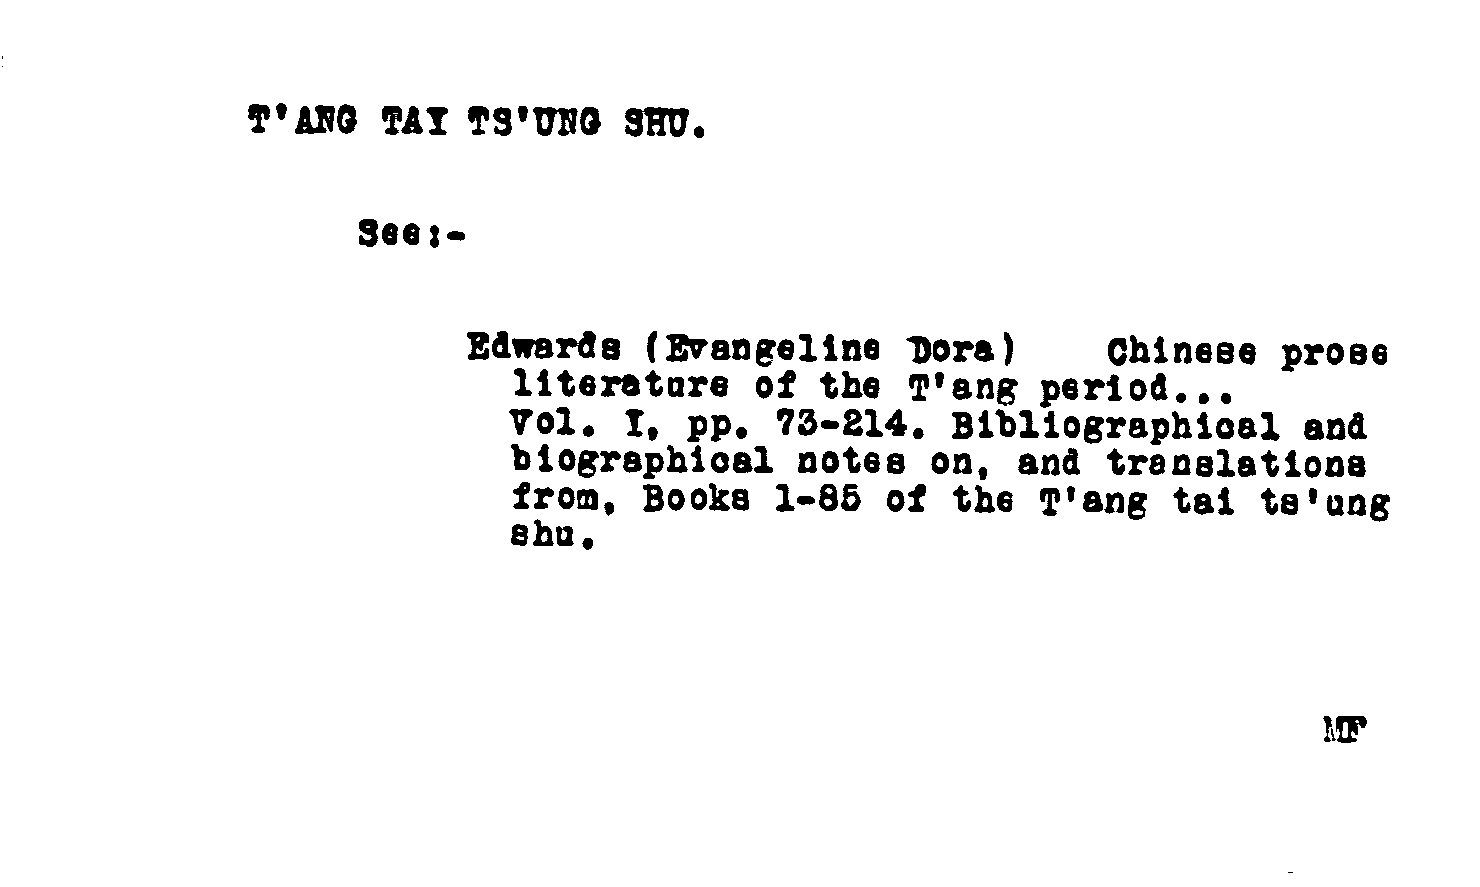 T'ANG TAI TS'UNG SHU.
See:-
Edwards (Evangeline Dora) Chinese prose
literature of the T'ang period...
Vol. I, pp. 73-214. Bibliographical and
biographical notes on, and translations
from, Books 1-85 of the T'ang tai ts'ung
shu.
MF